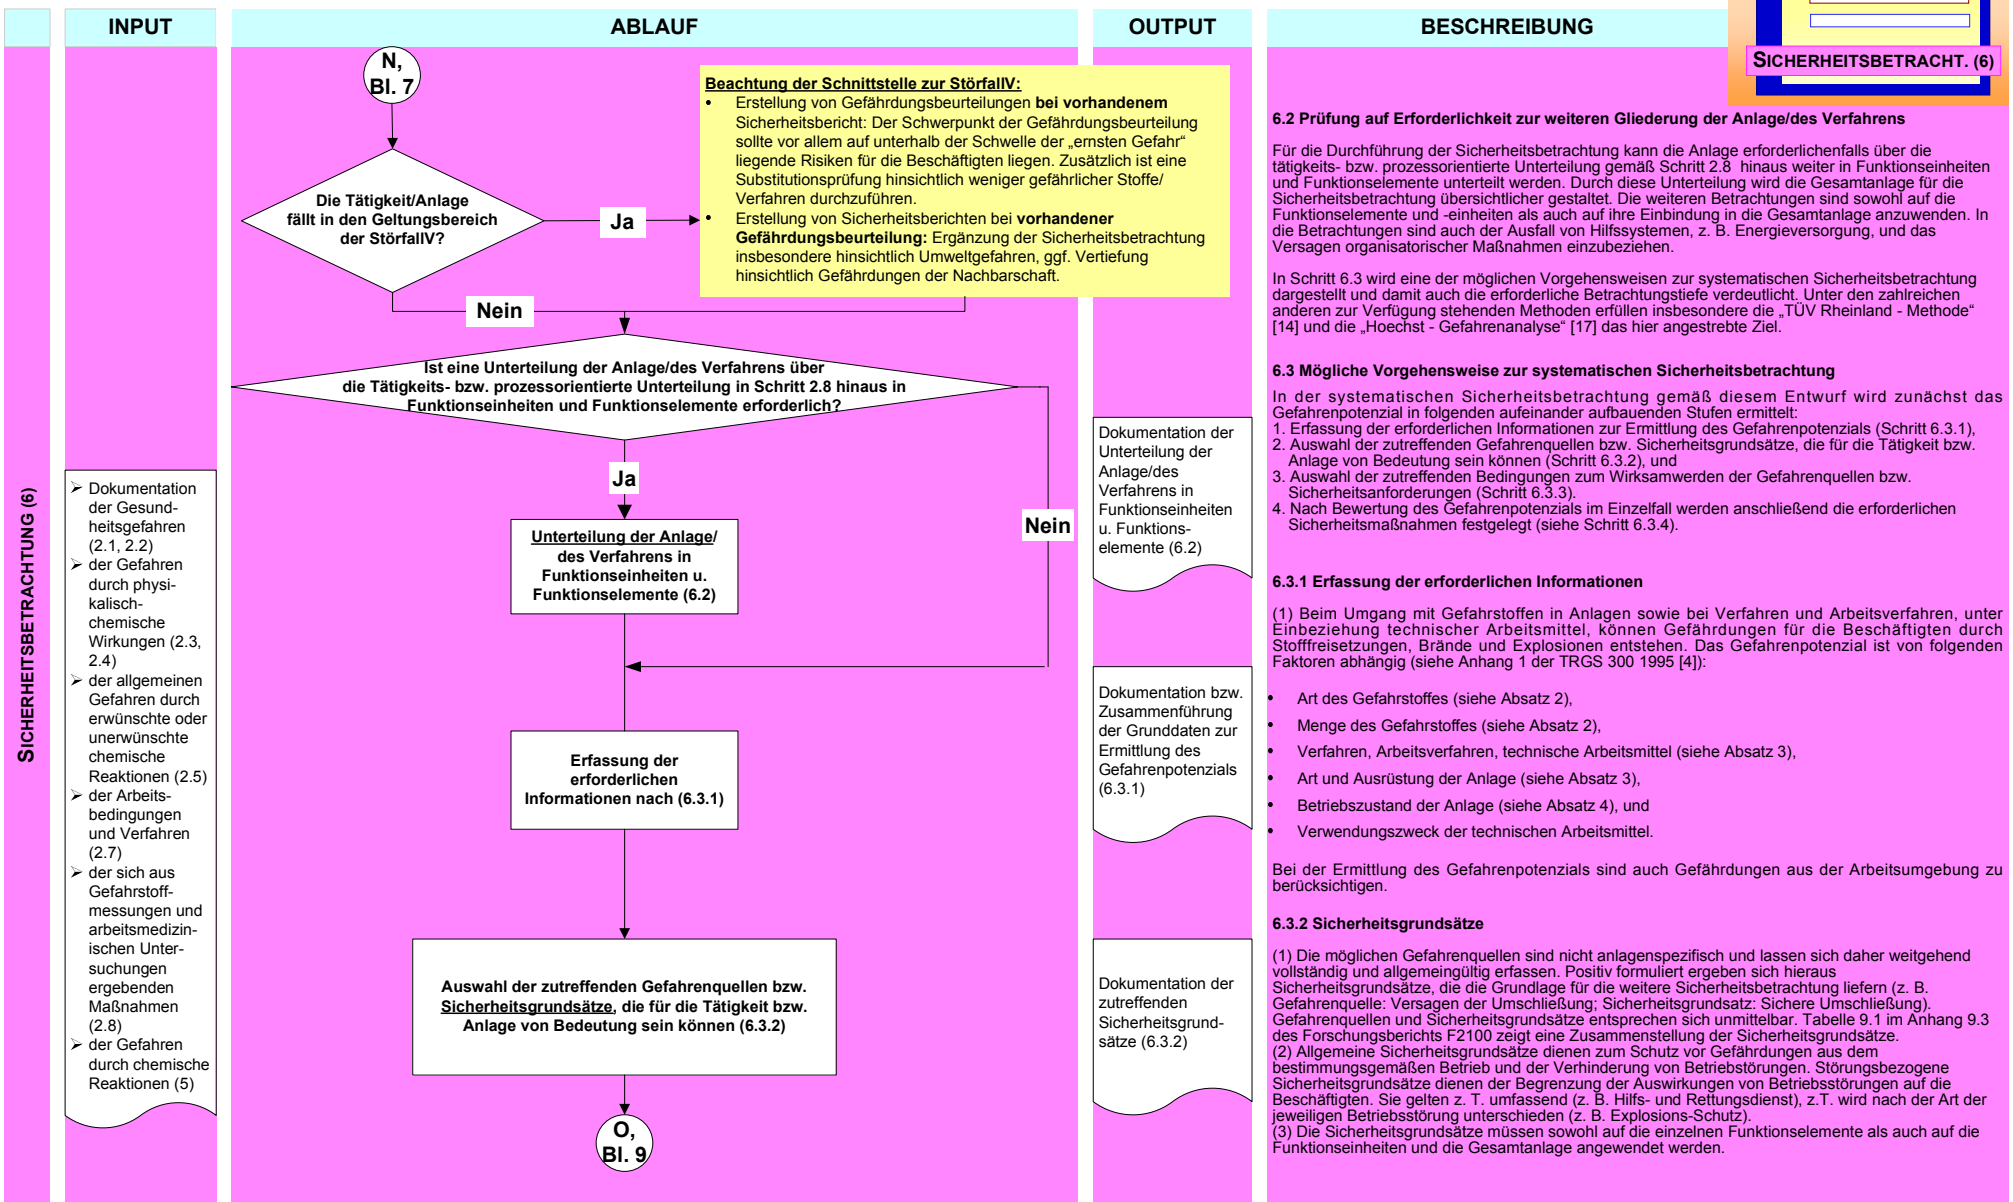 INPUT
ABLAUF
OUTPUT
BESCHREIBUNG
SICHERHEITSBETRACHT. (6)
SICHERHEITSBETRACHTUNG (6)
➢ Dokumentation
der Gesund-
heitsgefahren
(2.1, 2.2)
➢ der Gefahren
durch physi-
kalisch-
chemische
Wirkungen (2.3,
2.4)
➢ der allgemeinen
Gefahren durch
erwünschte oder
unerwünschte
chemische
Reaktionen (2.5)
➢ der Arbeits-
bedingungen
und Verfahren
(2.7)
➢ der sich aus
Gefahrstoff-
messungen und
arbeitsmedizin-
ischen Unter-
suchungen
ergebenden
Maßnahmen
(2.8)
➢ der Gefahren
durch chemische
Reaktionen (5)
N,
Bl. 7
Die Tätigkeit/Anlage
fällt in den Geltungsbereich
der StörfallV?
Ja
Beachtung der Schnittstelle zur StörfallV:
• Erstellung von Gefährdungsbeurteilungen bei vorhandenem
Sicherheitsbericht: Der Schwerpunkt der Gefährdungsbeurteilung
sollte vor allem auf unterhalb der Schwelle der „ernsten Gefahr“
liegende Risiken für die Beschäftigten liegen. Zusätzlich ist eine
Substitutionsprüfung hinsichtlich weniger gefährlicher Stoffe/
Verfahren durchzuführen.
• Erstellung von Sicherheitsberichten bei vorhandener
Gefährdungsbeurteilung: Ergänzung der Sicherheitsbetrachtung
insbesondere hinsichtlich Umweltgefahren, ggf. Vertiefung
hinsichtlich Gefährdungen der Nachbarschaft.
Nein
Ist eine Unterteilung der Anlage/des Verfahrens über
die Tätigkeits- bzw. prozessorientierte Unterteilung in Schritt 2.8 hinaus in
Funktionseinheiten und Funktionselemente erforderlich?
Ja
Nein
Unterteilung der Anlage/
des Verfahrens in
Funktionseinheiten u.
Funktionselemente (6.2)
Erfassung der
erforderlichen
Informationen nach (6.3.1)
Auswahl der zutreffenden Gefahrenquellen bzw.
Sicherheitsgrundsätze, die für die Tätigkeit bzw.
Anlage von Bedeutung sein können (6.3.2)
O,
Bl. 9
Dokumentation der
Unterteilung der
Anlage/des
Verfahrens in
Funktionseinheiten
u. Funktions-
elemente (6.2)
Dokumentation bzw.
Zusammenführung
der Grunddaten zur
Ermittlung des
Gefahrenpotenzials
(6.3.1)
Dokumentation der
zutreffenden
Sicherheitsgrund-
sätze (6.3.2)
6.2 Prüfung auf Erforderlichkeit zur weiteren Gliederung der Anlage/des Verfahrens
Für die Durchführung der Sicherheitsbetrachtung kann die Anlage erforderlichenfalls über die
tätigkeits- bzw. prozessorientierte Unterteilung gemäß Schritt 2.8 hinaus weiter in Funktionseinheiten
und Funktionselemente unterteilt werden. Durch diese Unterteilung wird die Gesamtanlage für die
Sicherheitsbetrachtung übersichtlicher gestaltet. Die weiteren Betrachtungen sind sowohl auf die
Funktionselemente und -einheiten als auch auf ihre Einbindung in die Gesamtanlage anzuwenden. In
die Betrachtungen sind auch der Ausfall von Hilfssystemen, z. B. Energieversorgung, und das
Versagen organisatorischer Maßnahmen einzubeziehen.
In Schritt 6.3 wird eine der möglichen Vorgehensweisen zur systematischen Sicherheitsbetrachtung
dargestellt und damit auch die erforderliche Betrachtungstiefe verdeutlicht. Unter den zahlreichen
anderen zur Verfügung stehenden Methoden erfüllen insbesondere die „TÜV Rheinland - Methode“
[14] und die „Hoechst - Gefahrenanalyse“ [17] das hier angestrebte Ziel.
6.3 Mögliche Vorgehensweise zur systematischen Sicherheitsbetrachtung
In der systematischen Sicherheitsbetrachtung gemäß diesem Entwurf wird zunächst das
Gefahrenpotenzial in folgenden aufeinander aufbauenden Stufen ermittelt:
1. Erfassung der erforderlichen Informationen zur Ermittlung des Gefahrenpotenzials (Schritt 6.3.1),
2. Auswahl der zutreffenden Gefahrenquellen bzw. Sicherheitsgrundsätze, die für die Tätigkeit bzw.
Anlage von Bedeutung sein können (Schritt 6.3.2), und
3. Auswahl der zutreffenden Bedingungen zum Wirksamwerden der Gefahrenquellen bzw.
Sicherheitsanforderungen (Schritt 6.3.3).
4. Nach Bewertung des Gefahrenpotenzials im Einzelfall werden anschließend die erforderlichen
Sicherheitsmaßnahmen festgelegt (siehe Schritt 6.3.4).
6.3.1 Erfassung der erforderlichen Informationen
(1) Beim Umgang mit Gefahrstoffen in Anlagen sowie bei Verfahren und Arbeitsverfahren, unter
Einbeziehung technischer Arbeitsmittel, können Gefährdungen für die Beschäftigten durch
Stofffreisetzungen, Brände und Explosionen entstehen. Das Gefahrenpotenzial ist von folgenden
Faktoren abhängig (siehe Anhang 1 der TRGS 300 1995 [4]):
• Art des Gefahrstoffes (siehe Absatz 2),
• Menge des Gefahrstoffes (siehe Absatz 2),
• Verfahren, Arbeitsverfahren, technische Arbeitsmittel (siehe Absatz 3),
• Art und Ausrüstung der Anlage (siehe Absatz 3),
• Betriebszustand der Anlage (siehe Absatz 4), und
• Verwendungszweck der technischen Arbeitsmittel.
Bei der Ermittlung des Gefahrenpotenzials sind auch Gefährdungen aus der Arbeitsumgebung zu
berücksichtigen.
6.3.2 Sicherheitsgrundsätze
(1) Die möglichen Gefahrenquellen sind nicht anlagenspezifisch und lassen sich daher weitgehend
vollständig und allgemeingültig erfassen. Positiv formuliert ergeben sich hieraus
Sicherheitsgrundsätze, die die Grundlage für die weitere Sicherheitsbetrachtung liefern (z. B.
Gefahrenquelle: Versagen der Umschließung; Sicherheitsgrundsatz: Sichere Umschließung).
Gefahrenquellen und Sicherheitsgrundsätze entsprechen sich unmittelbar. Tabelle 9.1 im Anhang 9.3
des Forschungsberichts F2100 zeigt eine Zusammenstellung der Sicherheitsgrundsätze.
(2) Allgemeine Sicherheitsgrundsätze dienen zum Schutz vor Gefährdungen aus dem
bestimmungsgemäßen Betrieb und der Verhinderung von Betriebstörungen. Störungsbezogene
Sicherheitsgrundsätze dienen der Begrenzung der Auswirkungen von Betriebsstörungen auf die
Beschäftigten. Sie gelten z. T. umfassend (z. B. Hilfs- und Rettungsdienst), z.T. wird nach der Art der
jeweiligen Betriebsstörung unterschieden (z. B. Explosions-Schutz).
(3) Die Sicherheitsgrundsätze müssen sowohl auf die einzelnen Funktionselemente als auch auf die
Funktionseinheiten und die Gesamtanlage angewendet werden.